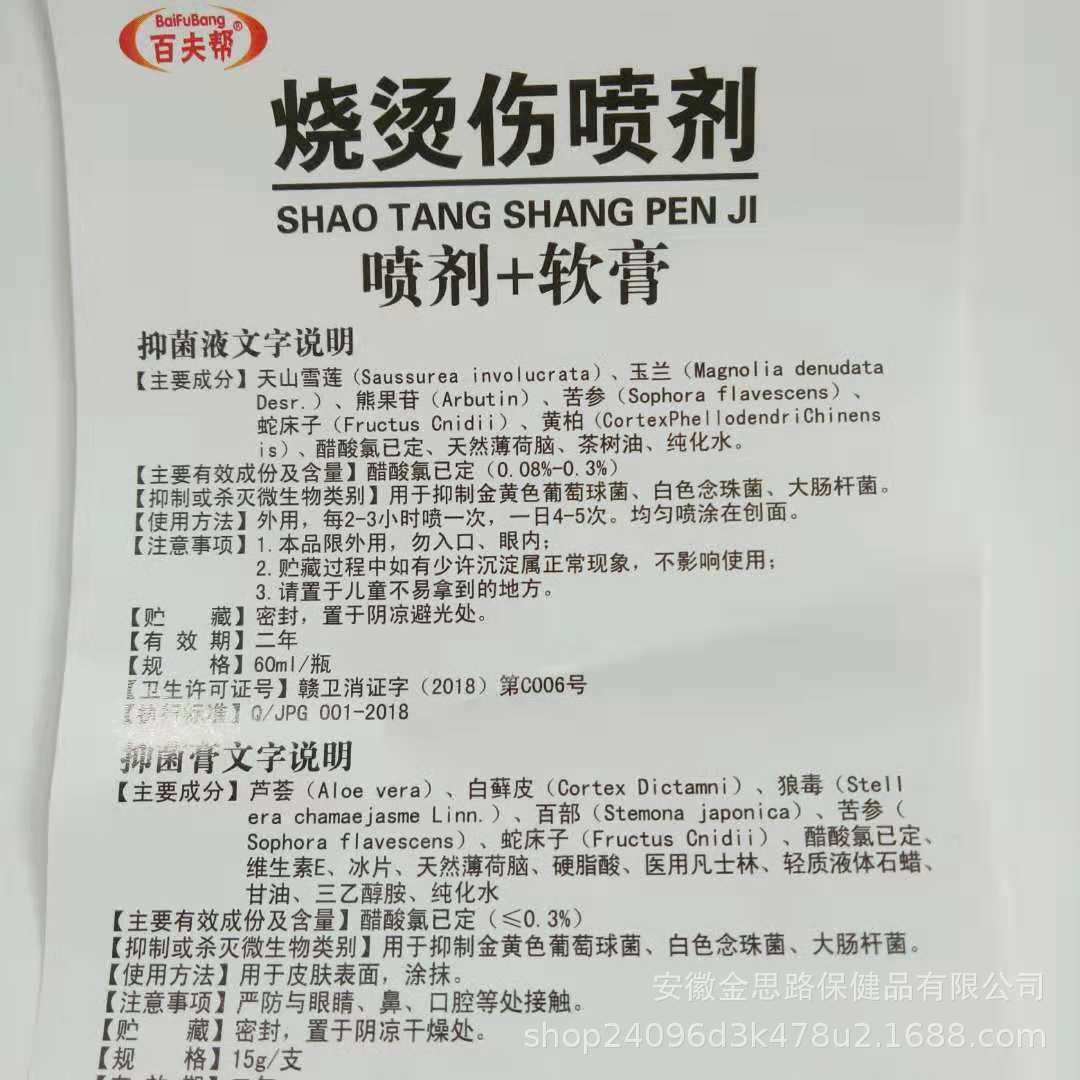 BaiFuBang
百夫帮®
烧烫伤喷剂
SHAO TANG SHANG PEN JI
喷剂+软膏
抑菌液文字说明
【主要成分】天山雪莲（Saussurea involucrata）、玉兰（Magnolia denudata
Desr.）、熊果苷（Arbutin）、苦参（Sophora flavescens）、
蛇床子（Fructus Cnidii）、黄柏（CortexPhellodendriChinens
is）、醋酸氯已定、天然薄荷脑、茶树油、纯化水。
【主要有效成份及含量】醋酸氯已定（0.08%-0.3%）
【抑制或杀灭微生物类别】用于抑制金黄色葡萄球菌、白色念珠菌、大肠杆菌。
【使用方法】外用，每2-3小时喷一次，一日4-5次。均匀喷涂在创面。
【注意事项】1.本品限外用，勿入口、眼内；
2.贮藏过程中如有少许沉淀属正常现象，不影响使用；
3.请置于儿童不易拿到的地方。
【贮 藏】密封，置于阴凉避光处。
【有 效 期】二年
【规 格】60ml/瓶
【卫生许可证号】赣卫消证字（2018）第C006号
【执行标准】Q/JPG 001-2018
抑菌膏文字说明
【主要成分】芦荟（Aloe vera）、白藓皮（Cortex Dictamni）、狼毒（Stell
era chamaejasme Linn.）、百部（Stemona japonica）、苦参（
Sophora flavescens）、蛇床子（Fructus Cnidii）、醋酸氯已定、
维生素E、冰片、天然薄荷脑、硬脂酸、医用凡士林、轻质液体石蜡、
甘油、三乙醇胺、纯化水
【主要有效成份及含量】醋酸氯已定（≤0.3%）
【抑制或杀灭微生物类别】用于抑制金黄色葡萄球菌、白色念珠菌、大肠杆菌。
【使用方法】用于皮肤表面，涂抹。
【注意事项】严防与眼睛、鼻、口腔等处接触。
【贮 藏】密封，置于阴凉干燥处。
【规 格】15g/支
安徽金思路保健品有限公司
shop24096d3k478u2.1688.com